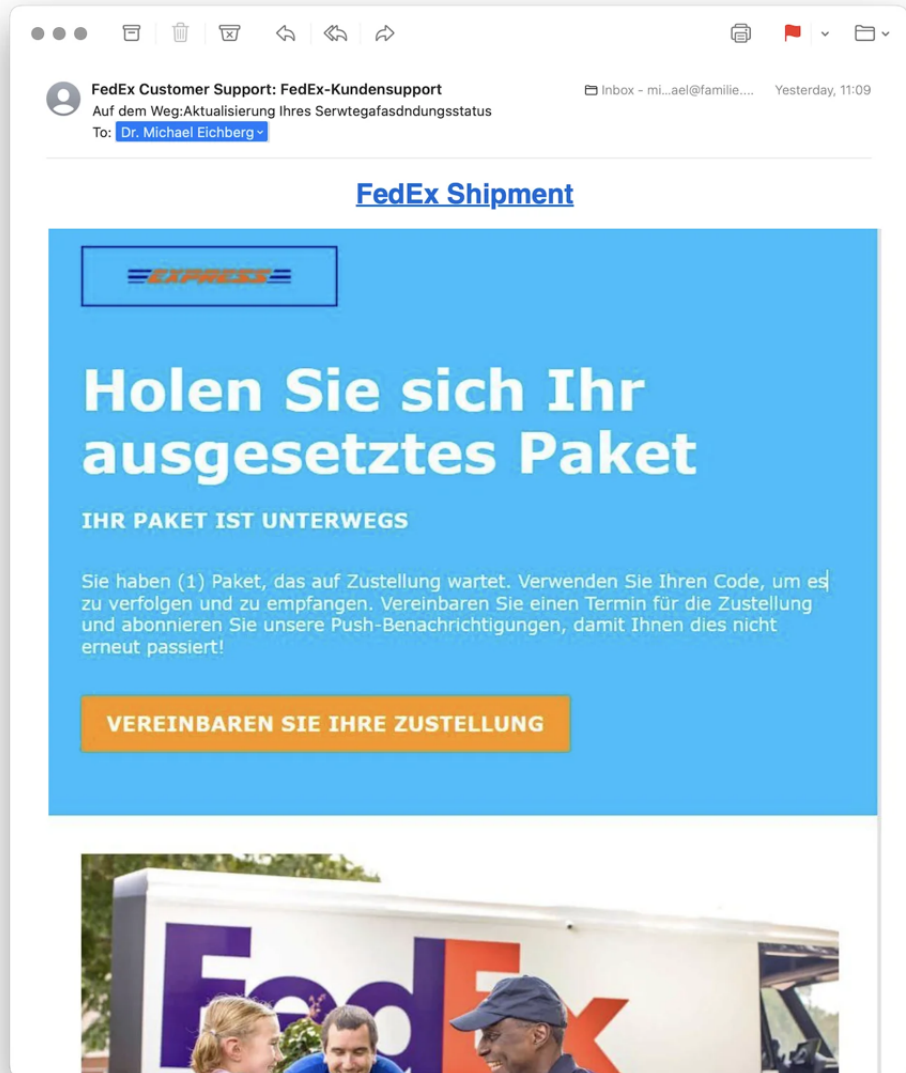 FedEx Customer Support: FedEx-Kundensupport
Inbox - mi...ael@familie.... Yesterday, 11:09
Auf dem Weg:Aktualisierung Ihres Serwtegafasdndungsstatus
To: Dr. Michael Eichberg
FedEx Shipment
EXPRESS
Holen Sie sich Ihr
ausgesetztes Paket
IHR PAKET IST UNTERWEGS
Sie haben (1) Paket, das auf Zustellung wartet. Verwenden Sie Ihren Code, um es
zu verfolgen und zu empfangen. Vereinbaren Sie einen Termin für die Zustellung
und abonnieren Sie unsere Push-Benachrichtigungen, damit Ihnen dies nicht
erneut passiert!
VEREINBAREN SIE IHRE ZUSTELLUNG
FedEx